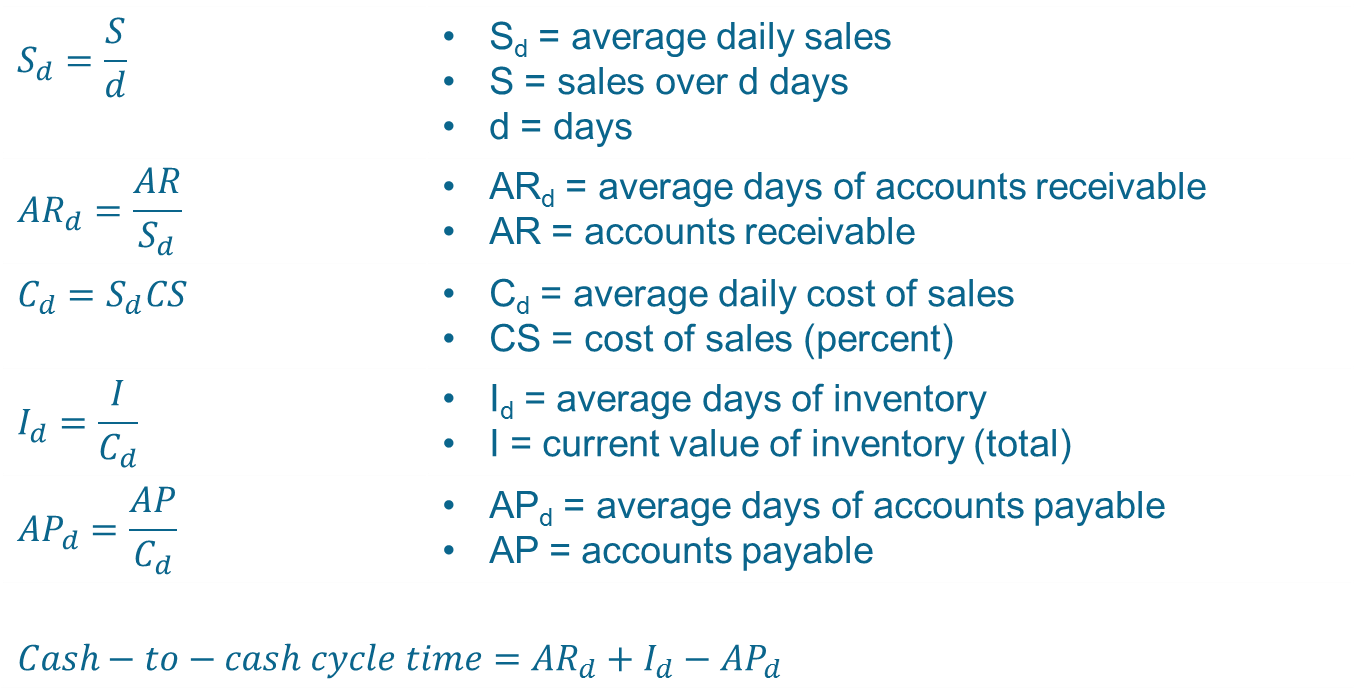 S_d = S/d
• S_d = average daily sales
• S = sales over d days
• d = days
AR_d = AR/S_d
• AR_d = average days of accounts receivable
• AR = accounts receivable
C_d = S_d CS
• C_d = average daily cost of sales
• CS = cost of sales (percent)
I_d = I/C_d
• I_d = average days of inventory
• I = current value of inventory (total)
AP_d = AP/C_d
• AP_d = average days of accounts payable
• AP = accounts payable
Cash − to − cash cycle time = AR_d + I_d − AP_d